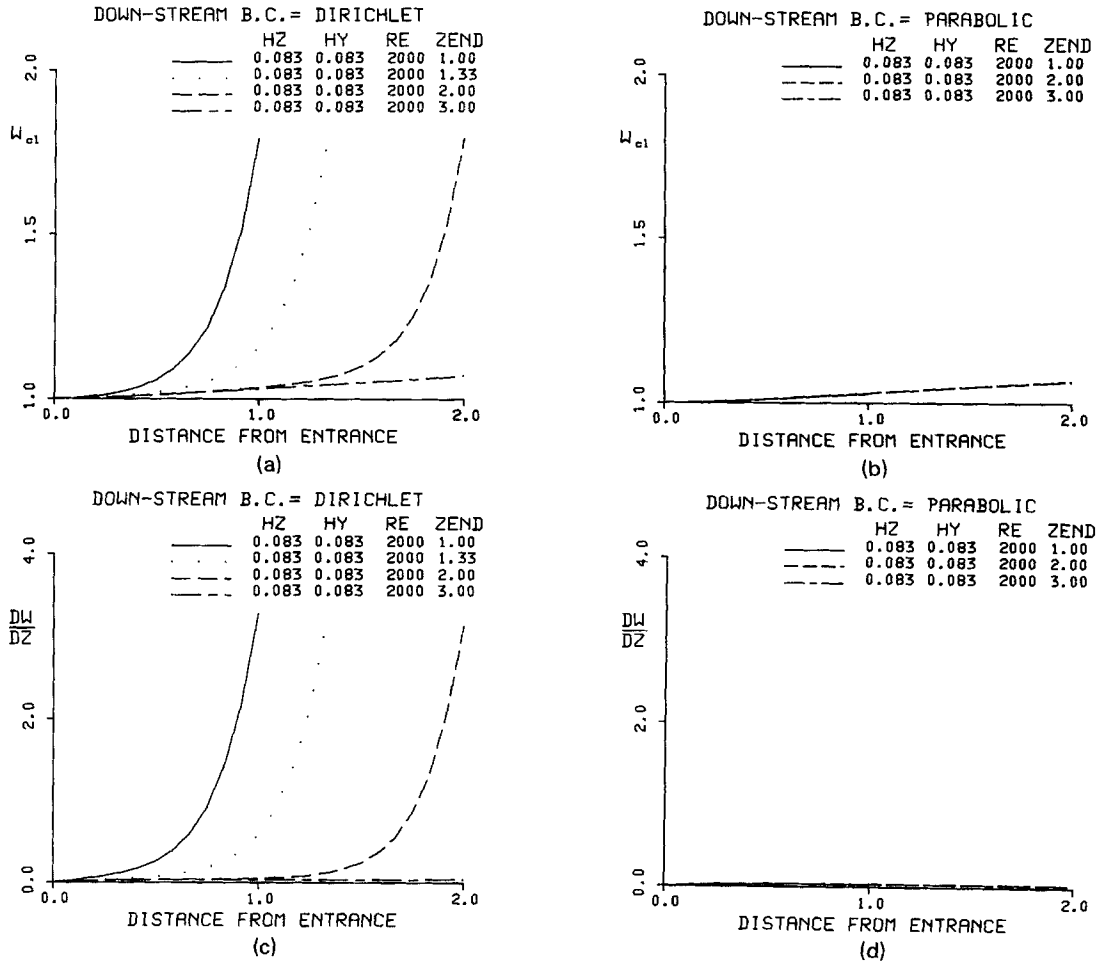 DOWN-STREAM B.C.= DIRICHLET
HZ HY RE ZEND
0.083 0.083 2000 1.00
0.083 0.083 2000 1.33
0.083 0.083 2000 2.00
0.083 0.083 2000 3.00
2.0
1.5
1.0
W cl
0.0 1.0 2.0
DISTANCE FROM ENTRANCE
(a)
DOWN-STREAM B.C.= PARABOLIC
HZ HY RE ZEND
0.083 0.083 2000 1.00
0.083 0.083 2000 2.00
0.083 0.083 2000 3.00
2.0
1.5
1.0
W cl
0.0 1.0 2.0
DISTANCE FROM ENTRANCE
(b)
DOWN-STREAM B.C.= DIRICHLET
HZ HY RE ZEND
0.083 0.083 2000 1.00
0.083 0.083 2000 1.33
0.083 0.083 2000 2.00
0.083 0.083 2000 3.00
4.0
2.0
0.0
DW
DZ
0.0 1.0 2.0
DISTANCE FROM ENTRANCE
(c)
DOWN-STREAM B.C.= PARABOLIC
HZ HY RE ZEND
0.083 0.083 2000 1.00
0.083 0.083 2000 2.00
0.083 0.083 2000 3.00
4.0
2.0
0.0
DW
DZ
0.0 1.0 2.0
DISTANCE FROM ENTRANCE
(d)